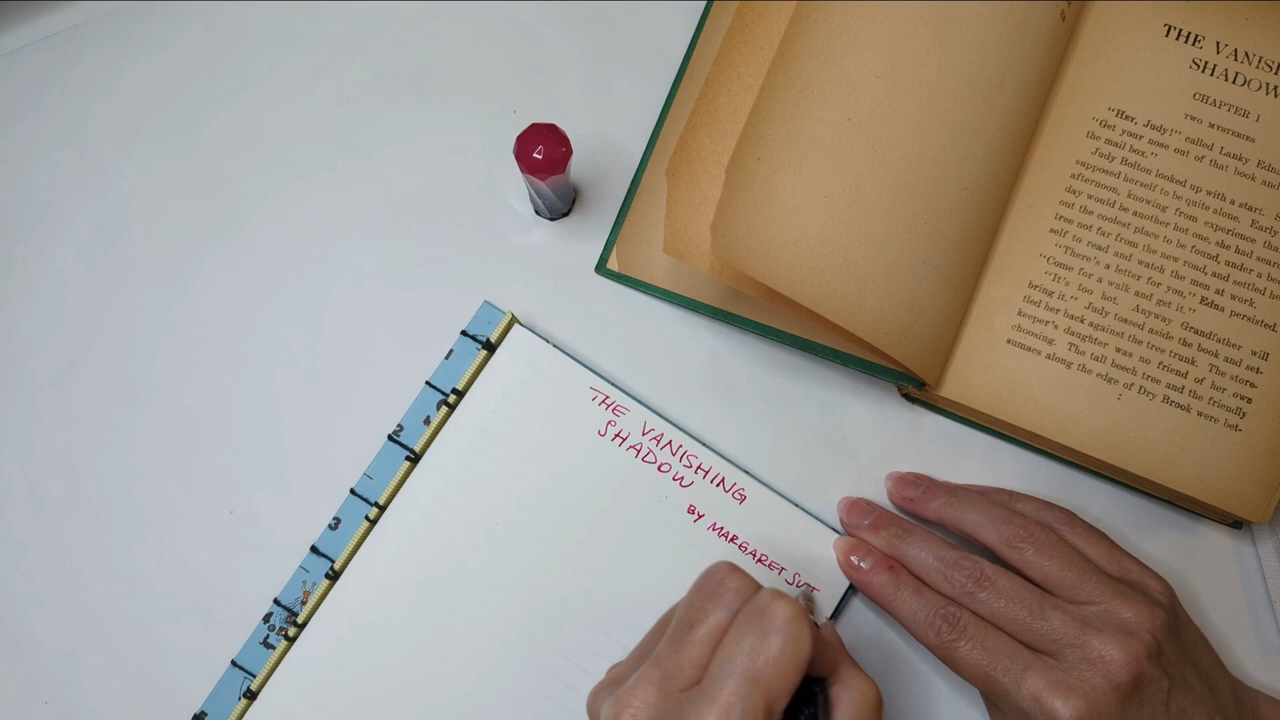 THE VANISHING
SHADOW
BY MARGARET SUT
2
3
4
THE VANISH
SHADOW
CHAPTER I
TWO MYSTERIES
"Hey, Judy!" called Lanky Edna
"Get your nose out of that book and
the mail box."
Judy Bolton looked up with a start. S
supposed herself to be quite alone. Early
afternoon, knowing from experience tha
day would be another hot one, she had sear
out the coolest place to be found, under a bee
tree not far from the new road, and settled he
self to read and watch the men at work.
"There's a letter for you," Edna persisted.
"Come for a walk and get it."
"It's too hot. Anyway Grandfather will
bring it." Judy tossed aside the book and set-
tled her back against the tree trunk. The store-
keeper's daughter was no friend of her own
choosing. The tall beech tree and the friendly
sumacs along the edge of Dry Brook were bet-